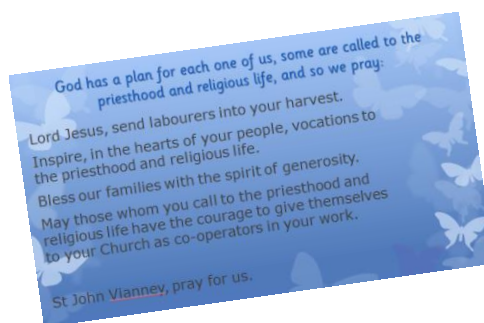 God has a plan for each one of us, some are called to the
priesthood and religious life, and so we pray:
Lord Jesus, send labourers into your harvest.
Inspire, in the hearts of your people, vocations to
the priesthood and religious life.
Bless our families with the spirit of generosity.
May those whom you call to the priesthood and
religious life have the courage to give themselves
to your Church as co-operators in your work.
St John Vianney, pray for us.